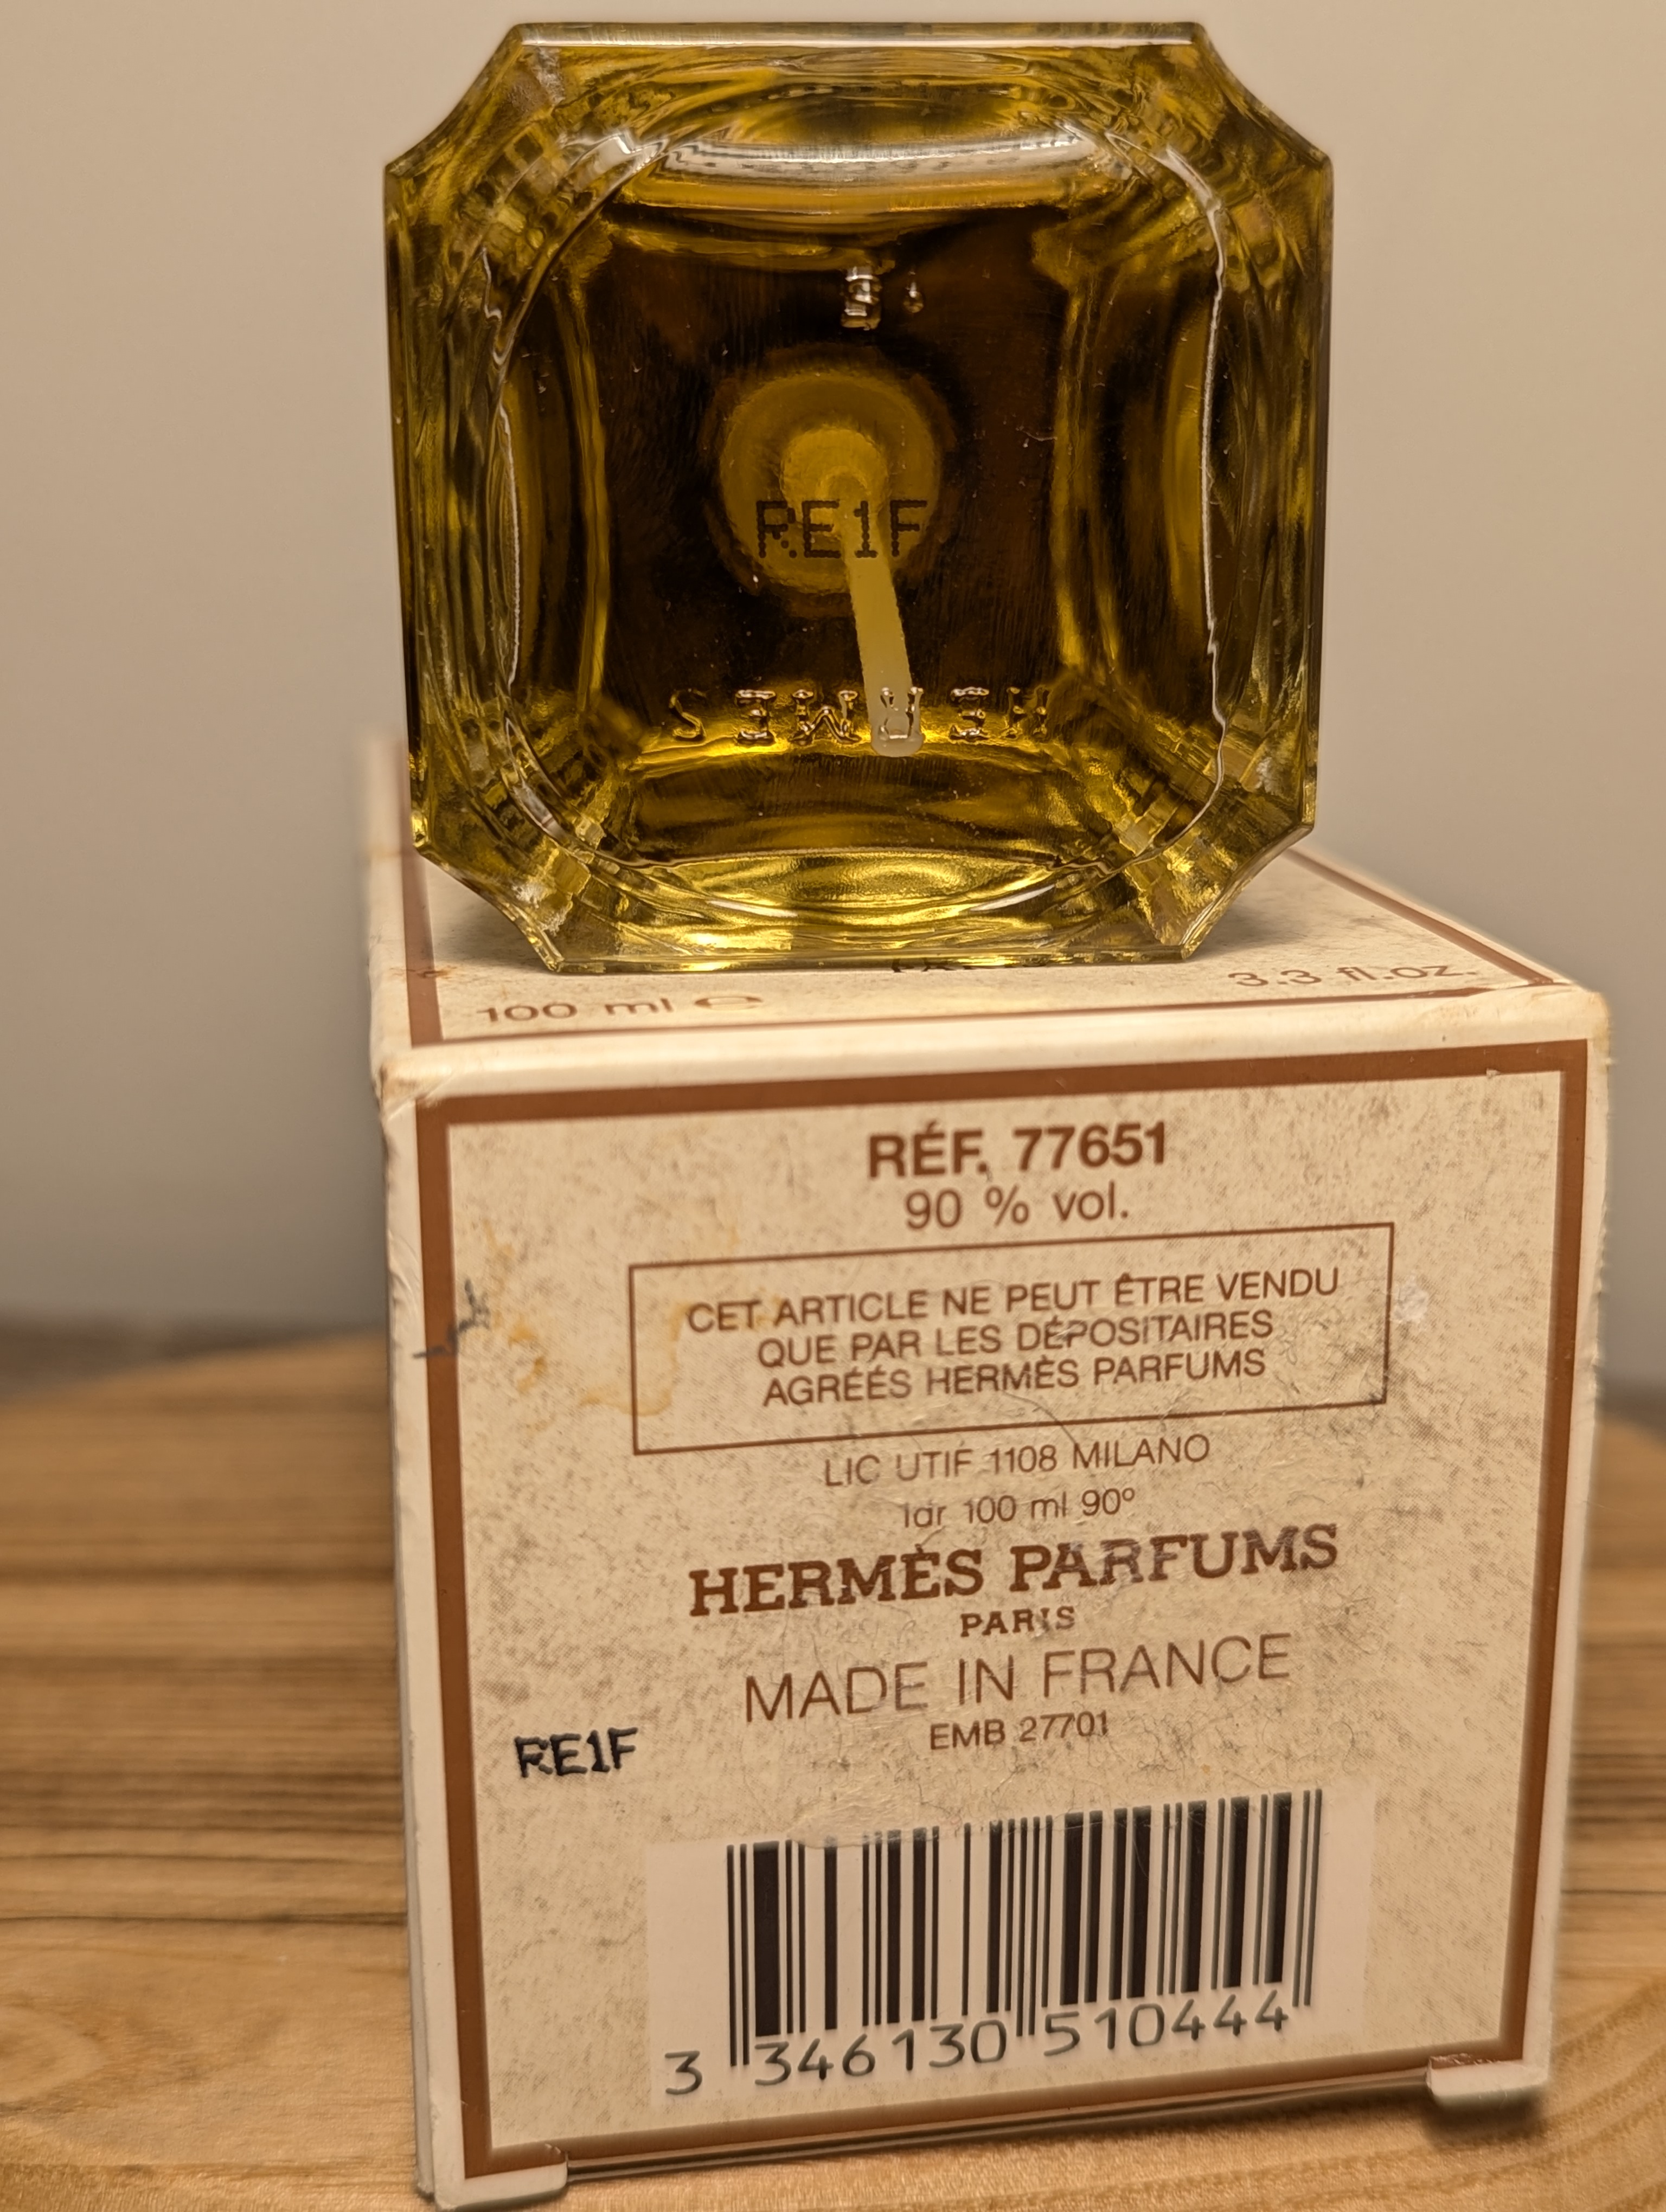 RE1F
HERMES
100 ml e
3.3 fl.oz.
RÉF. 77651
90 % vol.
CET ARTICLE NE PEUT ÊTRE VENDU
QUE PAR LES DÉPOSITAIRES
AGRÉÉS HERMÈS PARFUMS
LIC UTIF 1108 MILANO
ldr 100 ml 90º
HERMÈS PARFUMS
PARIS
MADE IN FRANCE
EMB 27701
RE1F
3 346130 510444